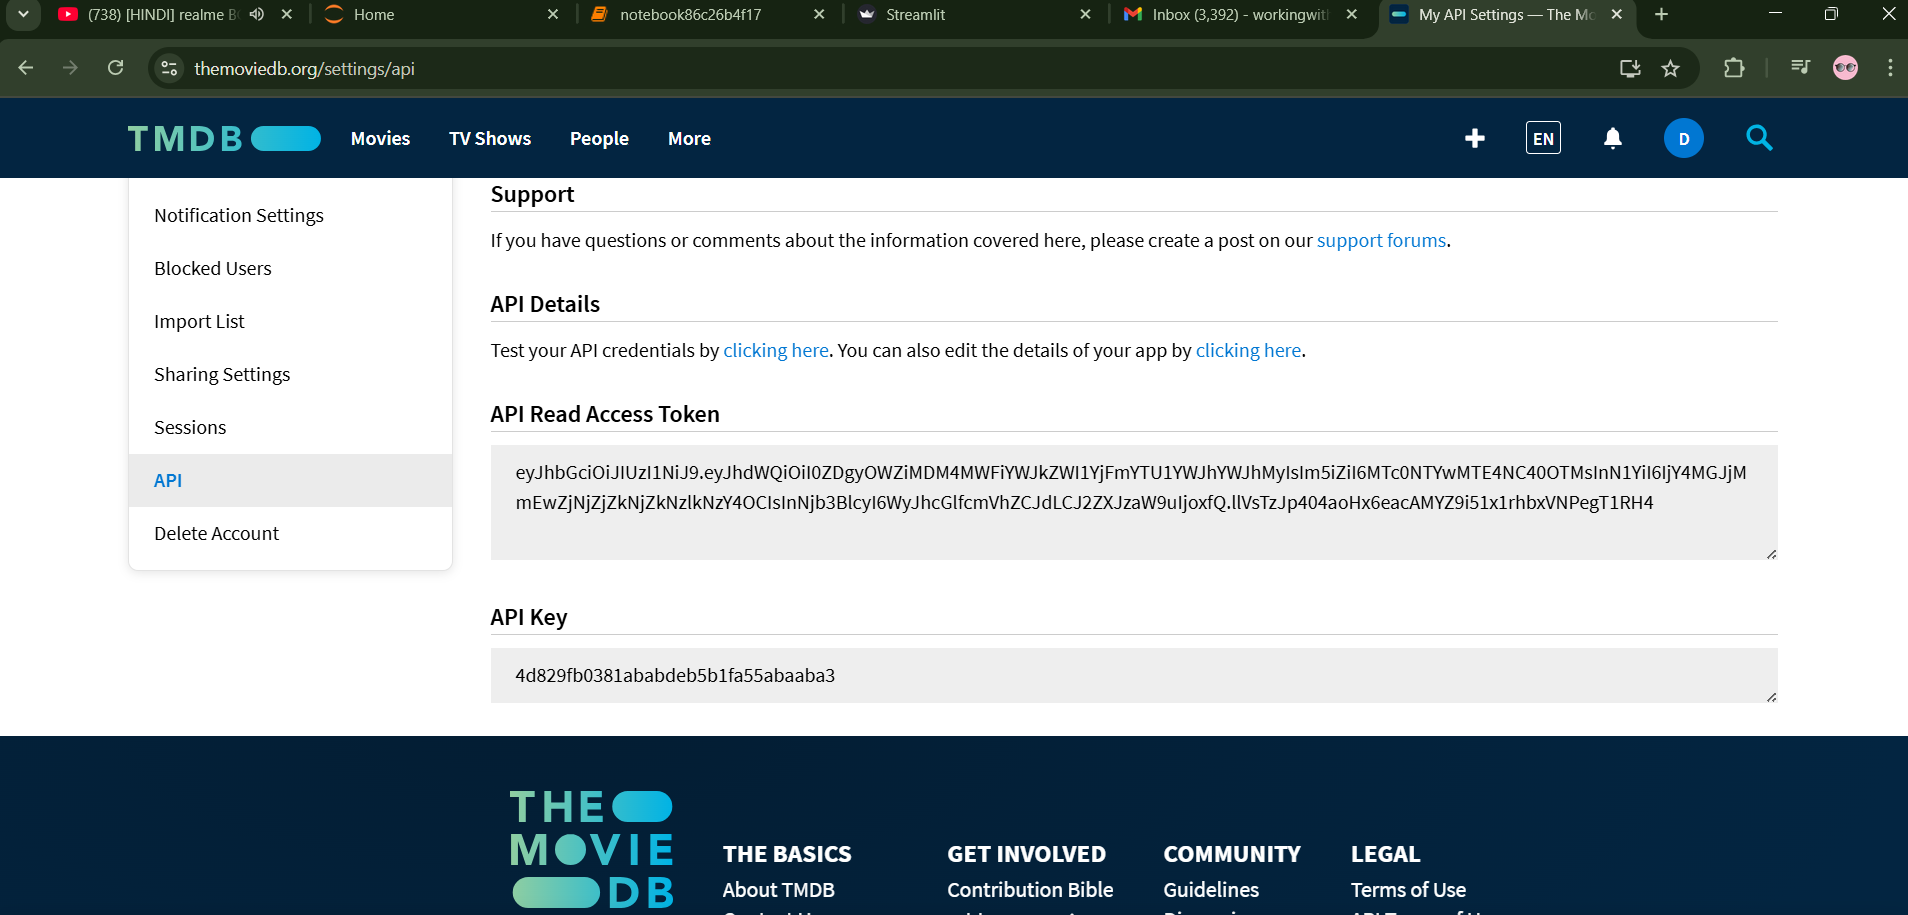 (738) [HINDI] realme
Home
notebook86c26b4f17
Streamlit
Inbox (3,392) - workingwit
My API Settings — The Mo
themoviedb.org/settings/api
TMDB
Movies
TV Shows
People
More
EN
D
Notification Settings
Blocked Users
Import List
Sharing Settings
Sessions
API
Delete Account
Support
If you have questions or comments about the information covered here, please create a post on our support forums.
API Details
Test your API credentials by clicking here. You can also edit the details of your app by clicking here.
API Read Access Token
eyJhbGciOiJIUzI1NiJ9.eyJhdWQiOiI0ZDgyOWZiMDM4MWFiYWJkZWI1YjFmYTU1YWJhYWJhMyIsIm5iZiI6MTc0NTYwMTE4NC40OTMsInN1YiI6IjY4MGJjM
mEwZjNjZjZkNjZkNzlkNzY4OCIsInNjb3BlcyI6WyJhcGlfcmVhZCJdLCJ2ZXJzaW9uIjoxfQ.llVsTzJp404aoHx6eacAMYZ9i51x1rhbxVNPegT1RH4
API Key
4d829fb0381ababdeb5b1fa55abaaba3
THE
MOVIE
DB
THE BASICS
About TMDB
GET INVOLVED
Contribution Bible
COMMUNITY
Guidelines
LEGAL
Terms of Use